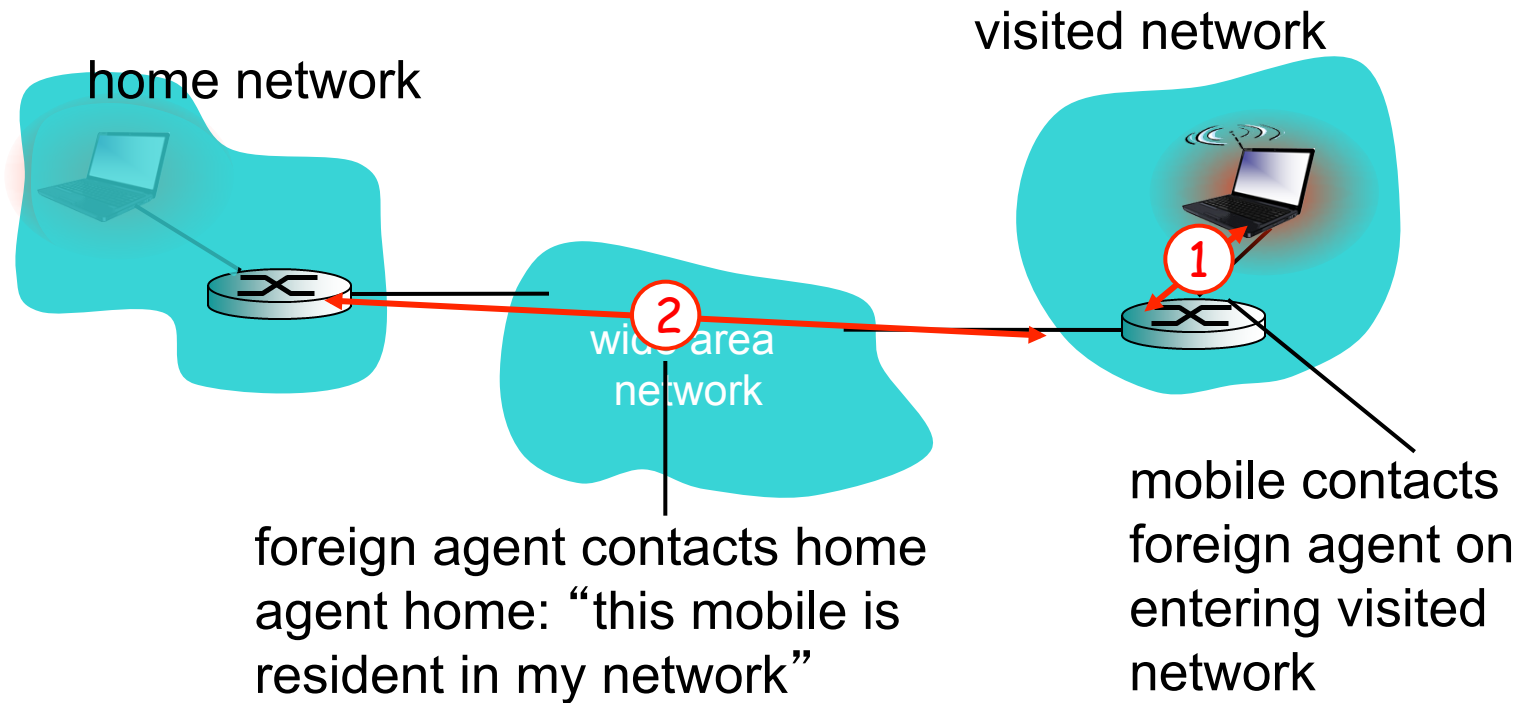 visited network
home network
1
2
wide area
network
foreign agent contacts home
agent home: “this mobile is
resident in my network”
mobile contacts
foreign agent on
entering visited
network